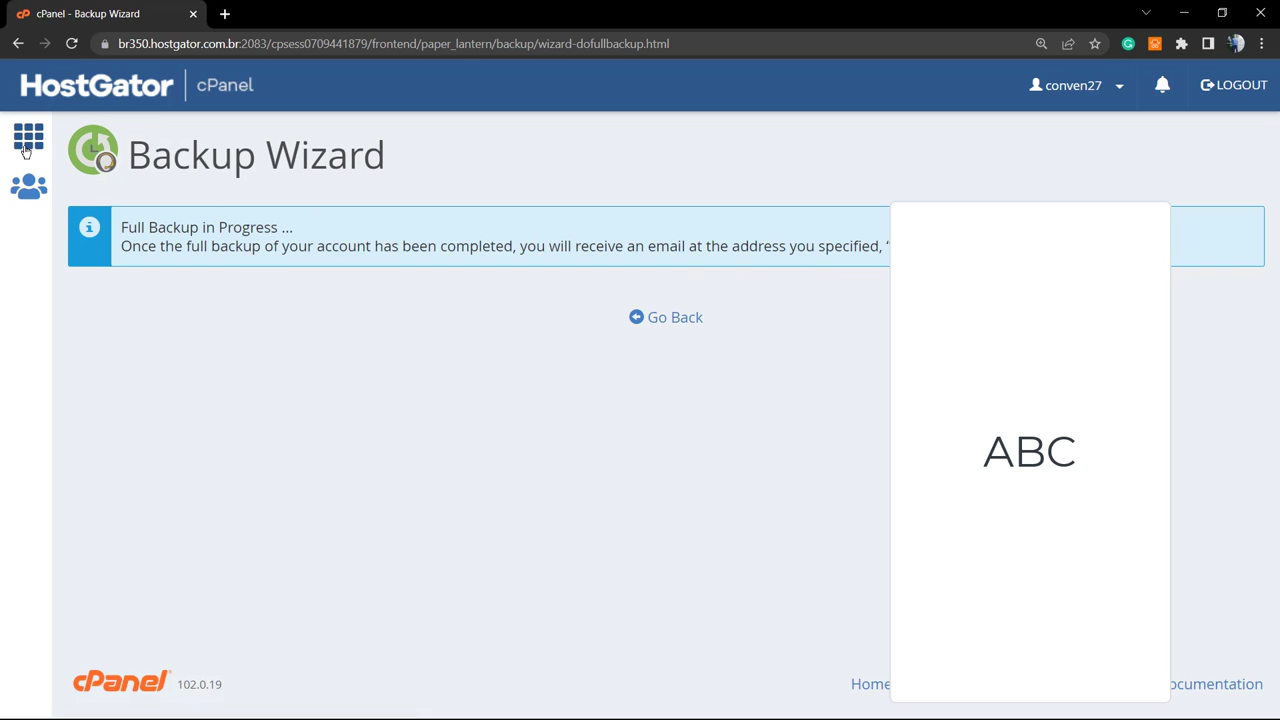 cPanel - Backup Wizard
br350.hostgator.com.br:2083/cpsess0709441879/frontend/paper_lantern/backup/wizard-dofullbackup.html
HostGator cPanel conven27 LOGOUT
Backup Wizard
Full Backup in Progress ...
Once the full backup of your account has been completed, you will receive an email at the address you specified, “
Go Back
ABC
cPanel 102.0.19 Home ocumentation